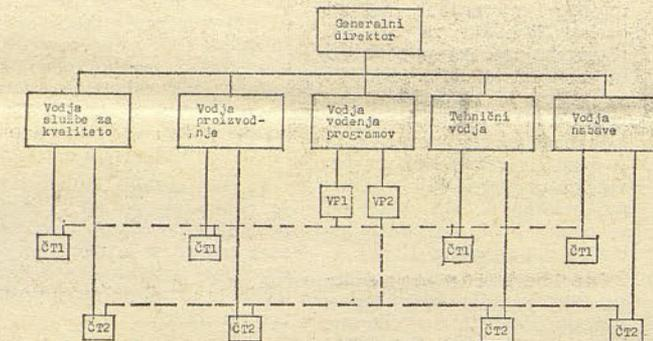 Generalni
direktor
Vodja
službe za
kvaliteto
Vodja
proizvod-
nje
Vodja
vodenja
programov
Tehnični
vodja
Vodja
nabave
VP1
VP2
ČT1
ČT1
ČT1
ČT1
ČT2
ČT2
ČT2
ČT2